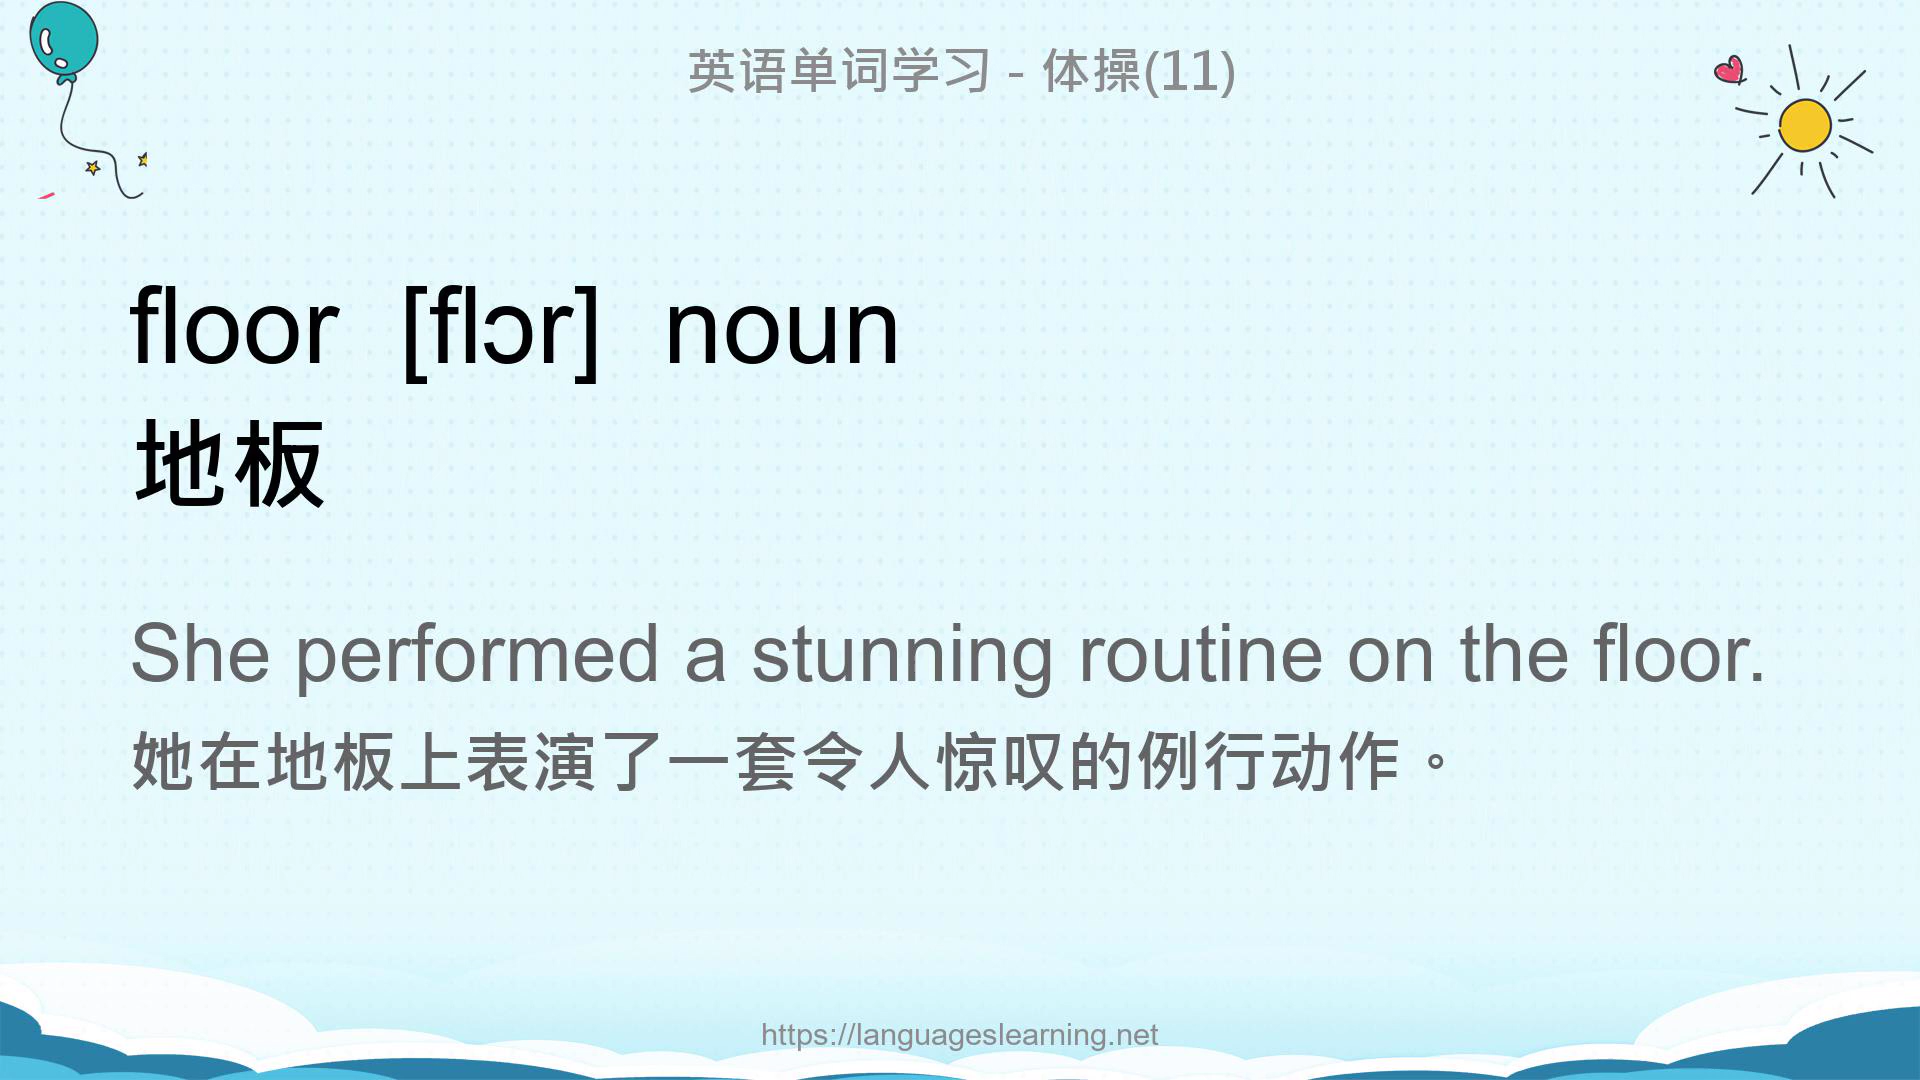 英语单词学习 - 体操(11)
floor [flɔr] noun
地板
She performed a stunning routine on the floor.
她在地板上表演了一套令人惊叹的例行动作。
https://languageslearning.net